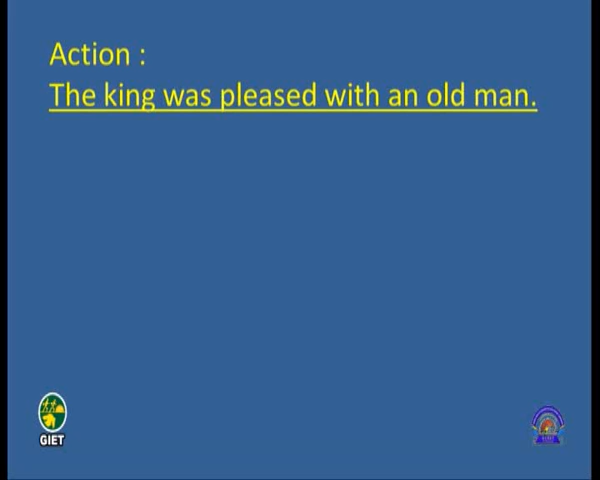 Action :
The king was pleased with an old man.
GIET